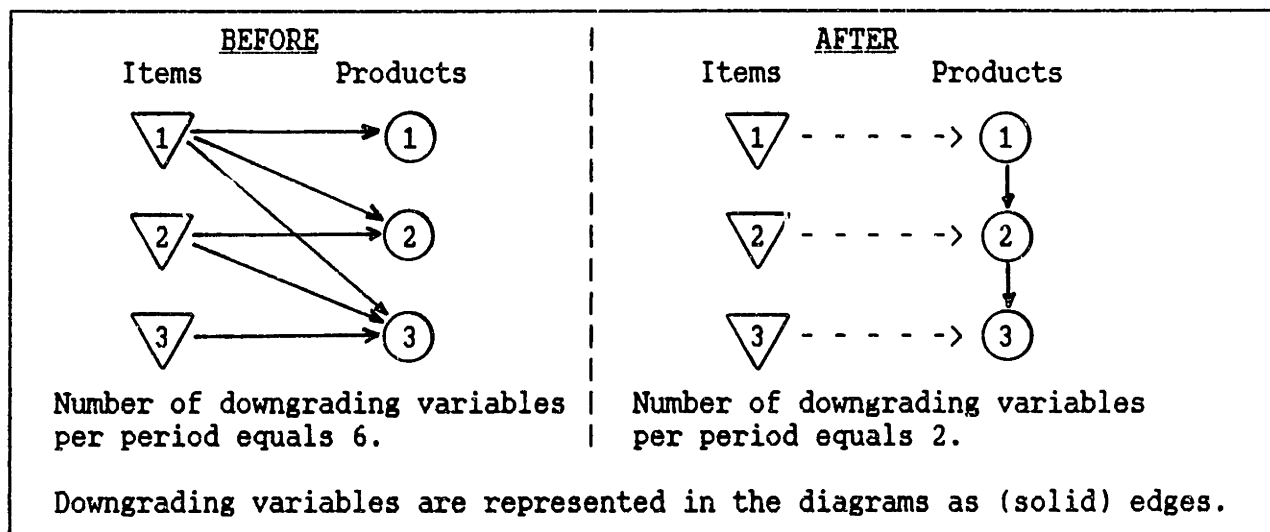 BEFORE
Items Products
1 1
2 2
3 3
Number of downgrading variables
per period equals 6.
AFTER
Items Products
1 1
2 2
3 3
Number of downgrading variables
per period equals 2.
Downgrading variables are represented in the diagrams as (solid) edges.